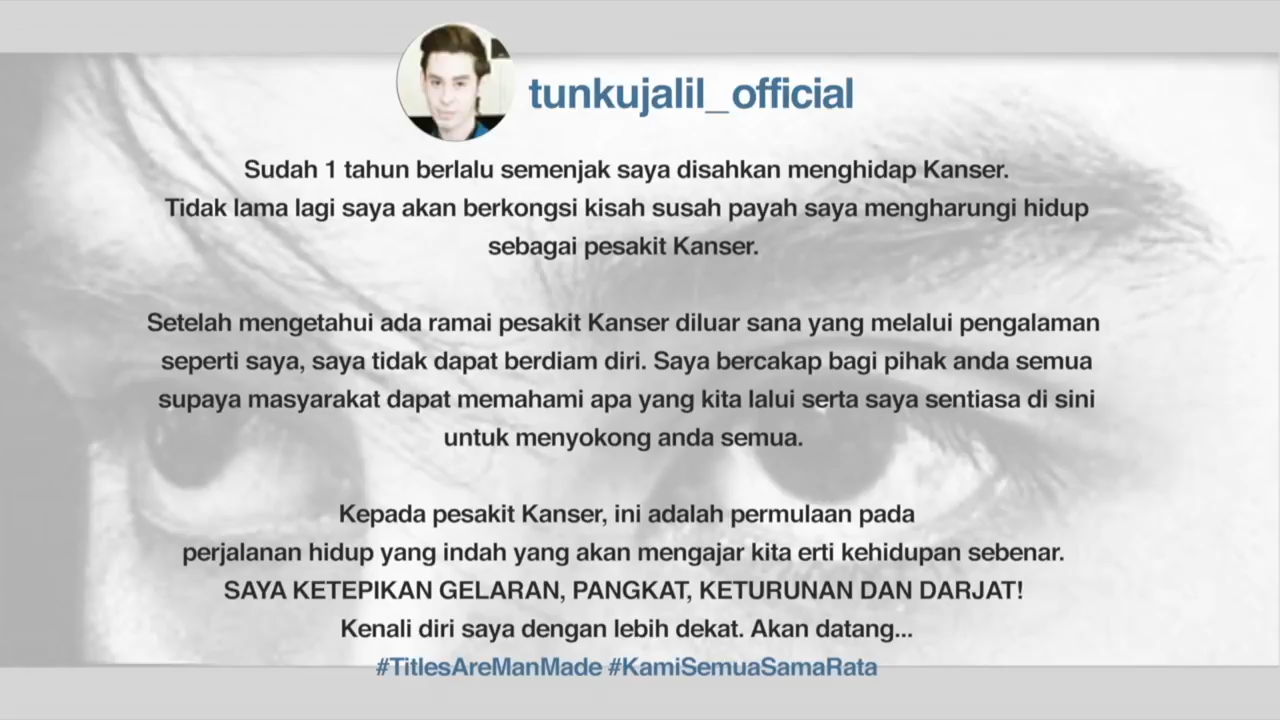 tunkujalil_official
Sudah 1 tahun berlalu semenjak saya disahkan menghidap Kanser.
Tidak lama lagi saya akan berkongsi kisah susah payah saya mengharungi hidup
sebagai pesakit Kanser.
Setelah mengetahui ada ramai pesakit Kanser diluar sana yang melalui pengalaman
seperti saya, saya tidak dapat berdiam diri. Saya bercakap bagi pihak anda semua
supaya masyarakat dapat memahami apa yang kita lalui serta saya sentiasa di sini
untuk menyokong anda semua.
Kepada pesakit Kanser, ini adalah permulaan pada
perjalanan hidup yang indah yang akan mengajar kita erti kehidupan sebenar.
SAYA KETEPIKAN GELARAN, PANGKAT, KETURUNAN DAN DARJAT!
Kenali diri saya dengan lebih dekat. Akan datang...
#TitlesAreManMade #KamiSemuaSamaRata